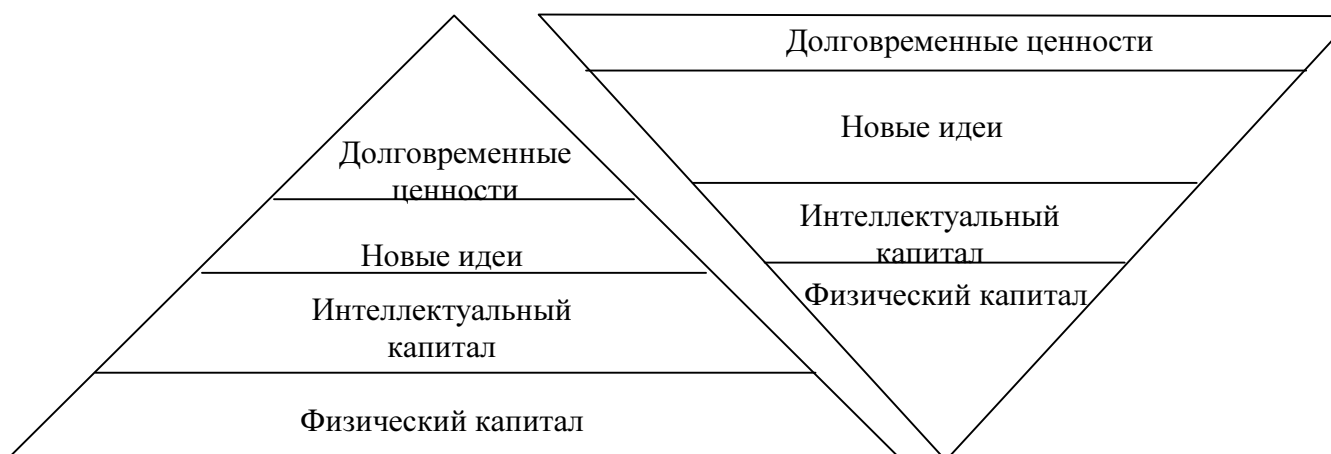 Долговременные
ценности
Новые идеи
Интеллектуальный
капитал
Физический капитал
Долговременные ценности
Новые идеи
Интеллектуальный
капитал
Физический капитал